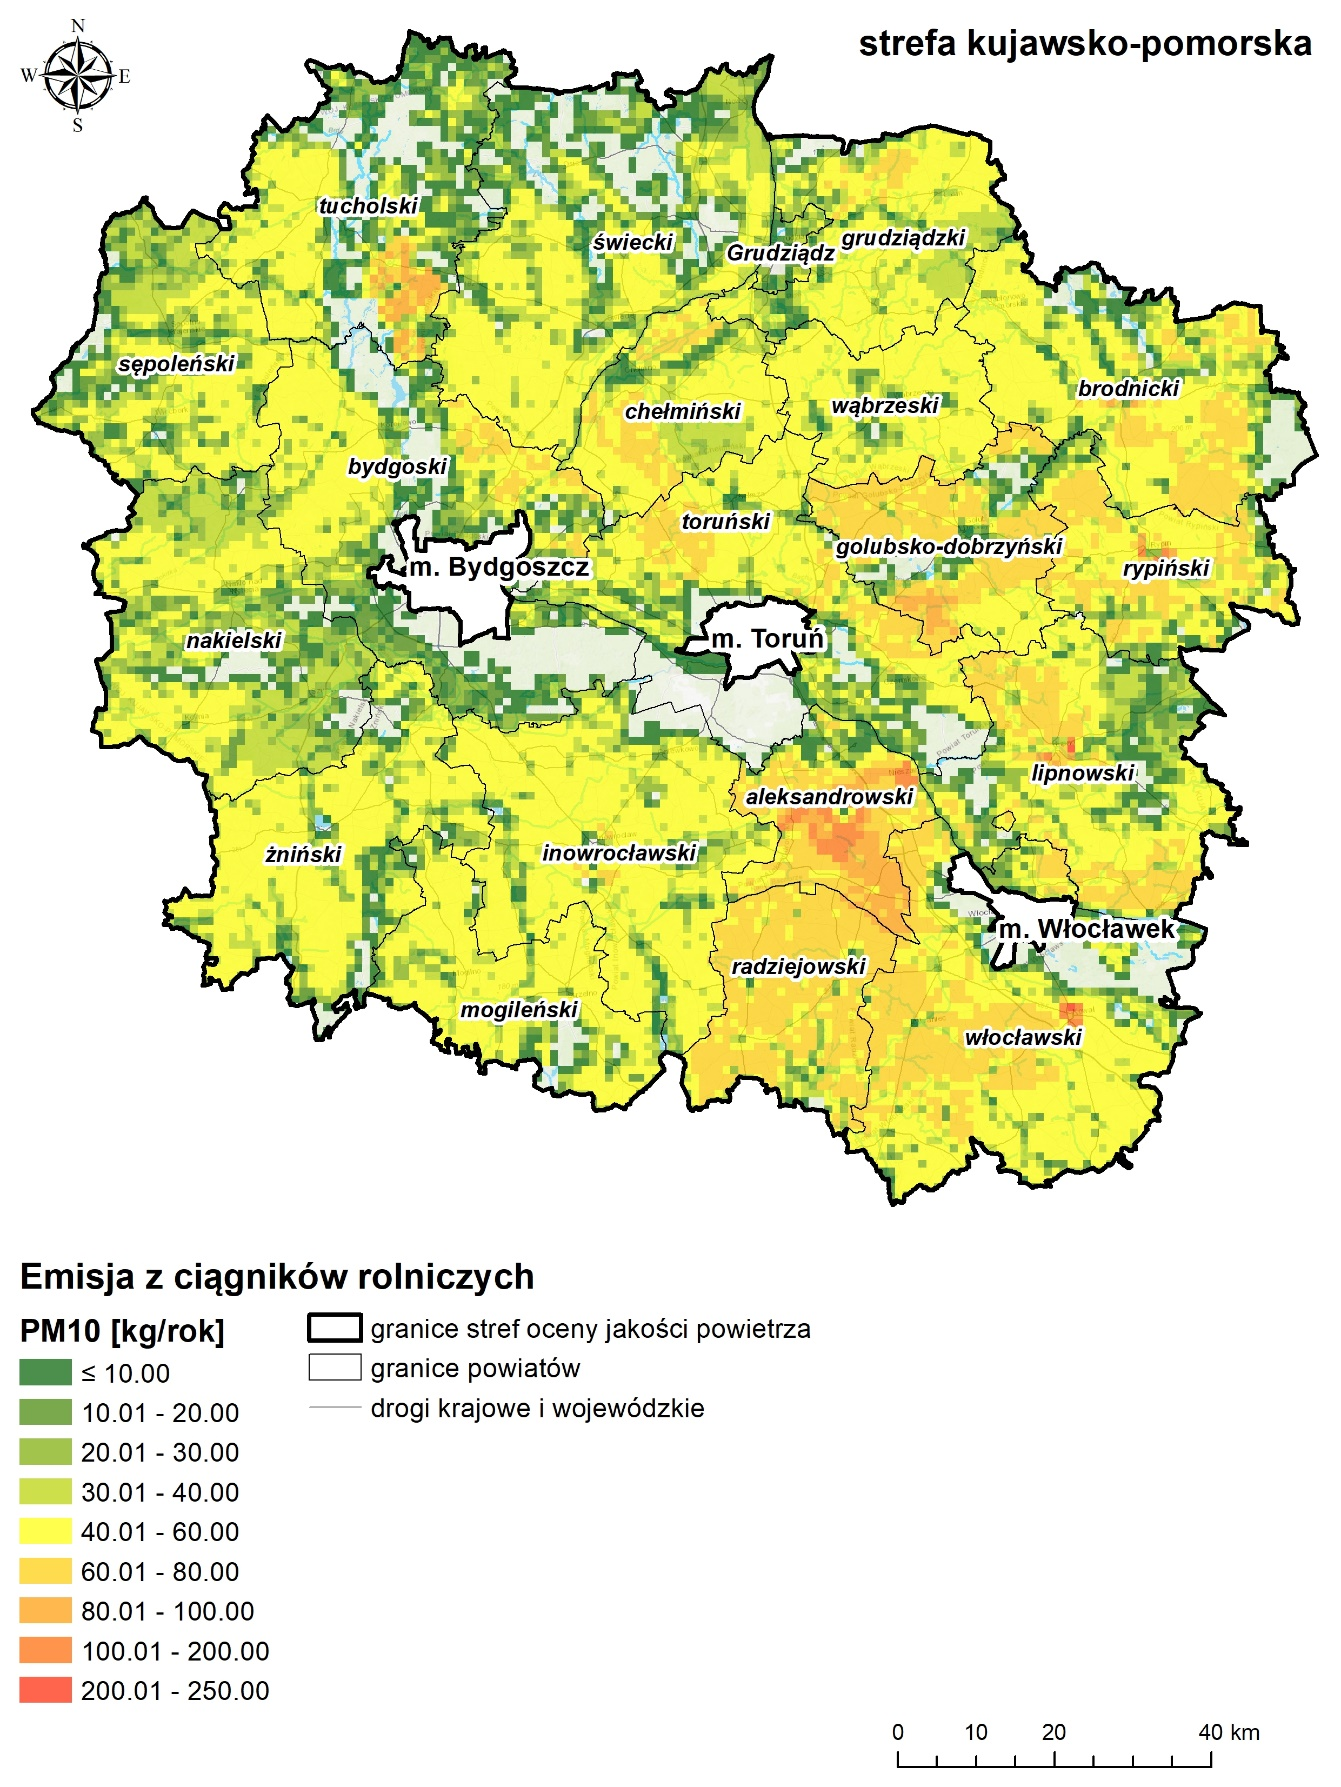 N
W E
S
strefa kujawsko-pomorska
tucholski
świecki
Grudziądz
grudziądzki
sępoleński
brodnicki
chełmiński
wąbrzeski
bydgoski
toruński
golubsko-dobrzyński
m. Bydgoszcz
rypiński
nakielski
m. Toruń
lipnowski
aleksandrowski
żniński
inowrocławski
m. Włocławek
radziejowski
mogileński
włocławski
Emisja z ciągników rolniczych
PM10 [kg/rok]
≤ 10.00
10.01 - 20.00
20.01 - 30.00
30.01 - 40.00
40.01 - 60.00
60.01 - 80.00
80.01 - 100.00
100.01 - 200.00
200.01 - 250.00
granice stref oceny jakości powietrza
granice powiatów
drogi krajowe i wojewódzkie
0 10 20 40 km